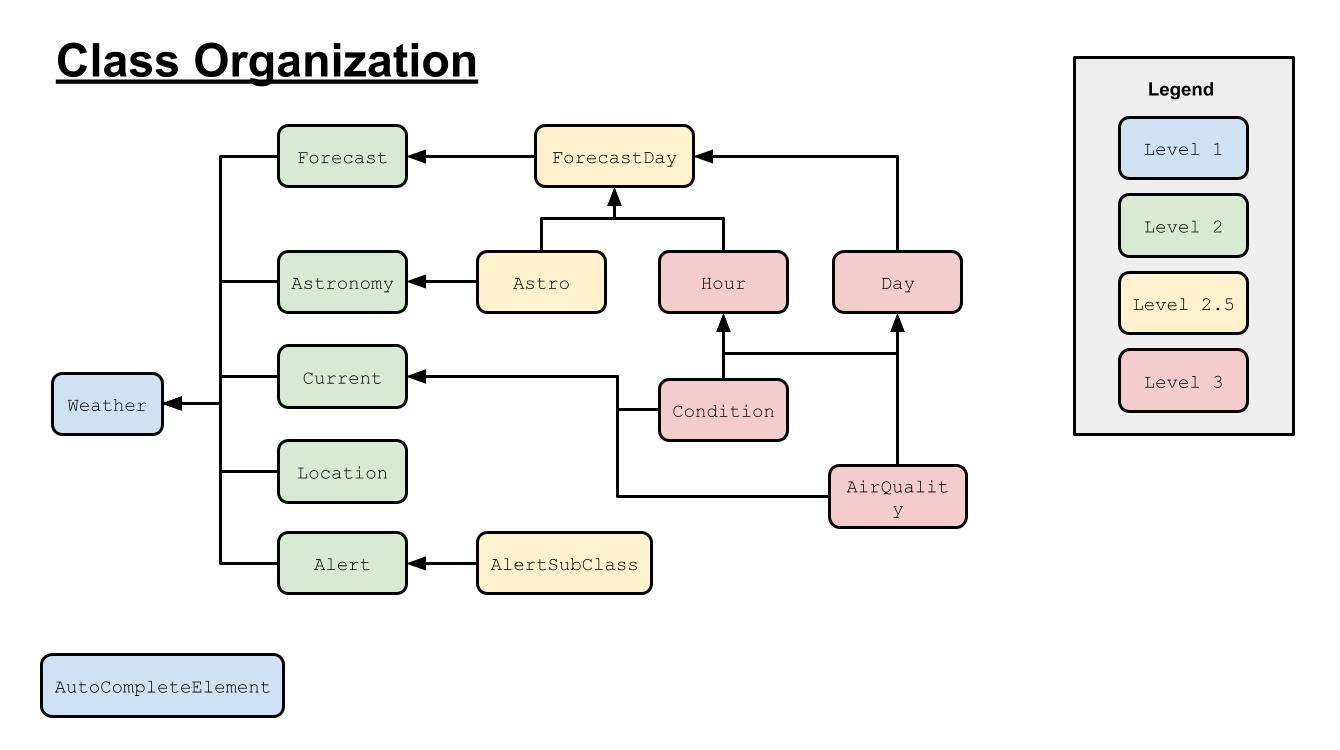 Class Organization
Legend
Level 1
Level 2
Level 2.5
Level 3
Forecast
ForecastDay
Astronomy
Astro
Hour
Day
Current
Weather
Condition
Location
AirQualit
y
Alert
AlertSubClass
AutoCompleteElement